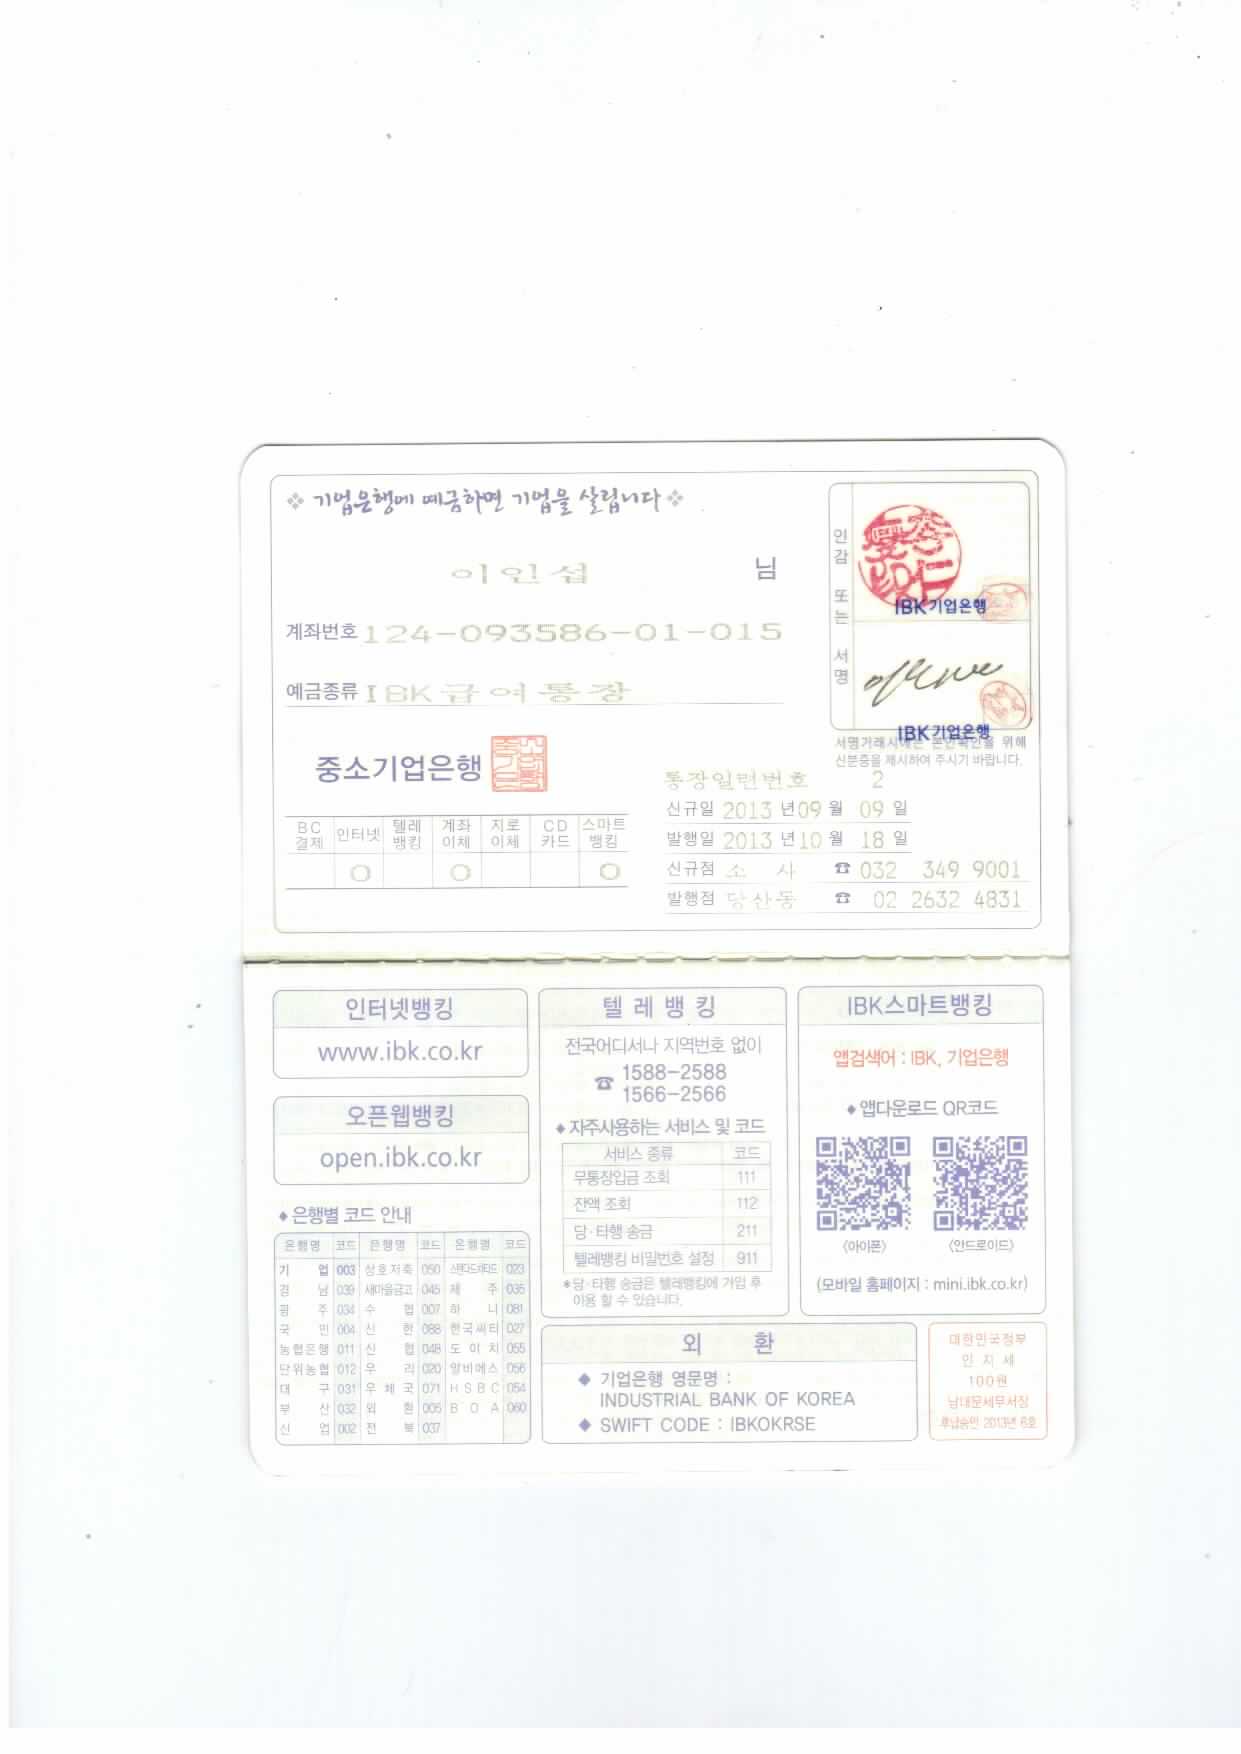 ❖ 기업은행에 예금하면 기업을 살립니다 ❖
이인섭 님
계좌번호 124-093586-01-015
예금종류 IBK급여통장
중소기업은행
BC결제 인터넷 텔레뱅킹 계좌이체 지로이체 CD카드 스마트뱅킹
O O O
인감 또는 서명
IBK기업은행
IBK기업은행
서명거래시에는 본인확인을 위해
신분증을 제시하여 주시기 바랍니다.
통장일련번호 2
신규일 2013 년 09 월 09 일
발행일 2013 년 10 월 18 일
신규점 소 사 ☎ 032 349 9001
발행점 당산동 ☎ 02 2632 4831
인터넷뱅킹
www.ibk.co.kr
오픈웹뱅킹
open.ibk.co.kr
◆ 은행별 코드 안내
은행명 코드 은행명 코드 은행명 코드
기 업 003 상호저축 050 스탠다드차타드 023
경 남 039 새마을금고 045 제 주 035
광 주 034 수 협 007 하 나 081
국 민 004 신 한 088 한국씨티 027
농협은행 011 신 협 048 도이치 055
단위농협 012 우 리 020 알비에스 056
대 구 031 우체국 071 HSBC 054
부 산 032 외 환 005 BOA 060
산 업 002 전 북 037
텔레뱅킹
전국어디서나 지역번호 없이
☎ 1588-2588
1566-2566
◆ 자주사용하는 서비스 및 코드
서비스 종류 코드
무통장입금 조회 111
잔액 조회 112
당·타행 송금 211
텔레뱅킹 비밀번호 설정 911
*당·타행 송금은 텔레뱅킹에 가입 후
이용 할 수 있습니다.
IBK스마트뱅킹
앱검색어 : IBK, 기업은행
◆ 앱다운로드 QR코드
〈아이폰〉 〈안드로이드〉
(모바일 홈페이지 : mini.ibk.co.kr)
외 환
◆ 기업은행 영문명 :
INDUSTRIAL BANK OF KOREA
◆ SWIFT CODE : IBKOKRSE
대한민국정부
인 지 세
100원
남대문세무서장
후납승인 2013년 6호